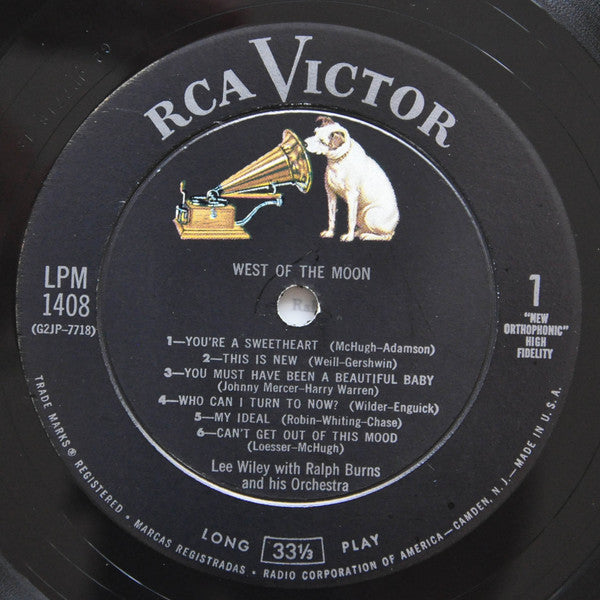 RCA VICTOR
WEST OF THE MOON
LPM
1408
(G2JP-7718)
1
"NEW
ORTHOPHONIC"
HIGH
FIDELITY
1—YOU'RE A SWEETHEART (McHugh-Adamson)
2—THIS IS NEW (Weill-Gershwin)
3—YOU MUST HAVE BEEN A BEAUTIFUL BABY
(Johnny Mercer-Harry Warren)
4—WHO CAN I TURN TO NOW? (Wilder-Enguick)
5—MY IDEAL (Robin-Whiting-Chase)
6—CAN'T GET OUT OF THIS MOOD
(Loesser-McHugh)
Lee Wiley with Ralph Burns
and his Orchestra
LONG 33⅓ PLAY
TRADE MARKS ® REGISTERED • MARCAS REGISTRADAS • RADIO CORPORATION OF AMERICA—CAMDEN, N.J.—MADE IN U.S.A.